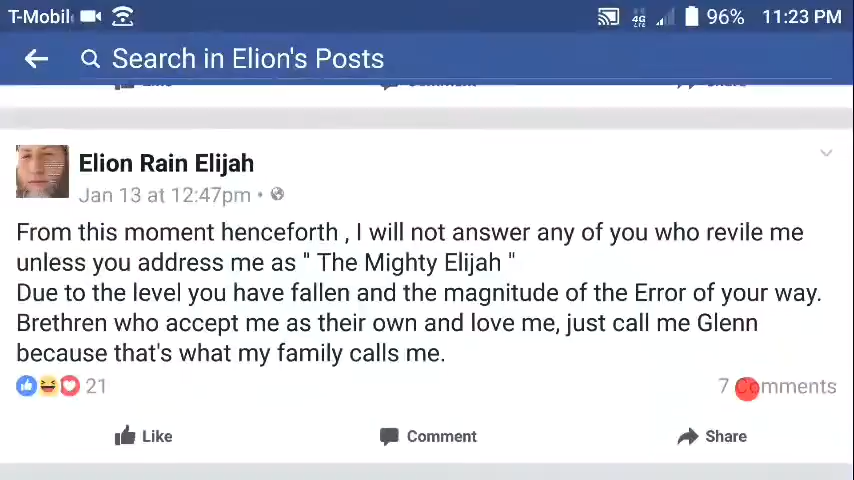 T-Mobil 4G LTE 96% 11:23 PM
Search in Elion's Posts
Elion Rain Elijah
Jan 13 at 12:47pm •
From this moment henceforth , I will not answer any of you who revile me
unless you address me as " The Mighty Elijah "
Due to the level you have fallen and the magnitude of the Error of your way.
Brethren who accept me as their own and love me, just call me Glenn
because that's what my family calls me.
21 7 Comments
Like Comment Share